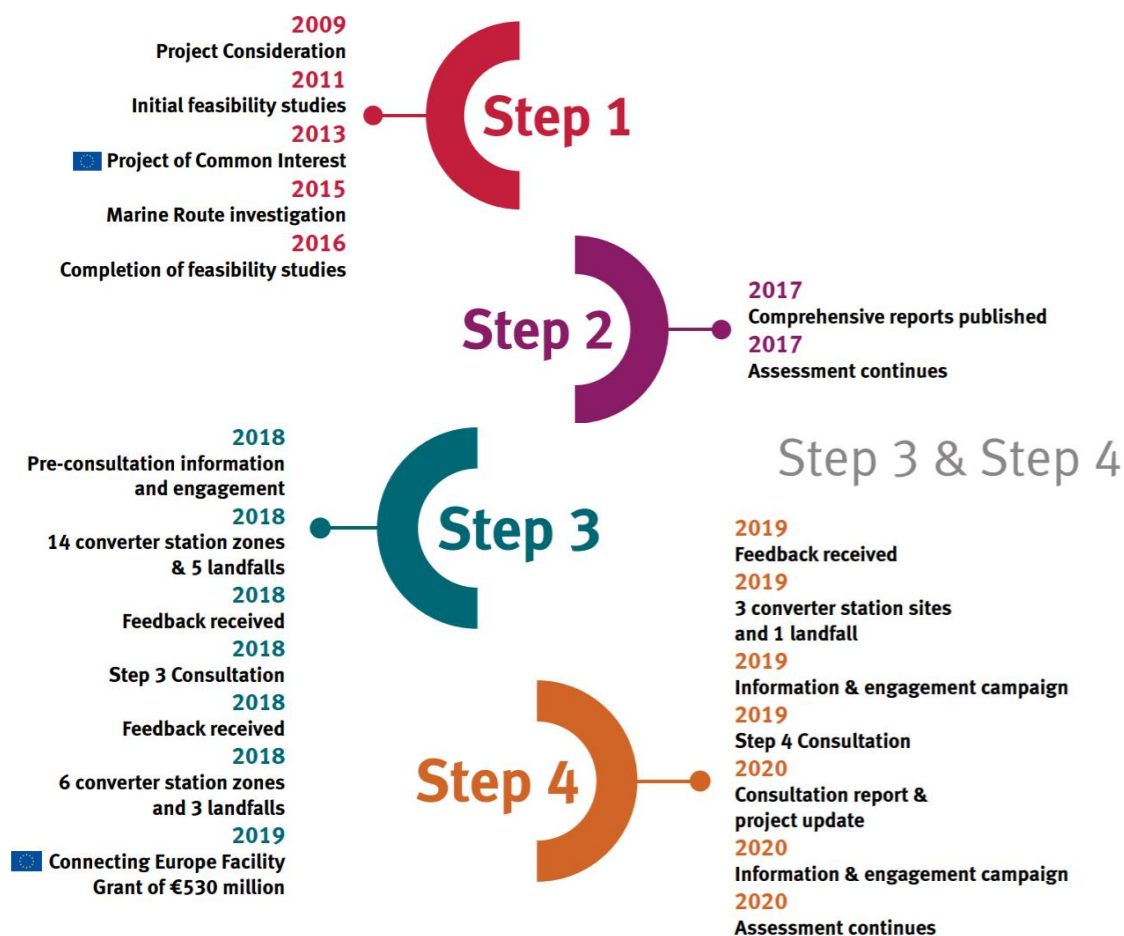 2009
Project Consideration
2011
Initial feasibility studies
2013
Project of Common Interest
2015
Marine Route investigation
2016
Completion of feasibility studies
Step 1
Step 2
2017
Comprehensive reports published
2017
Assessment continues
2018
Pre-consultation information
and engagement
2018
14 converter station zones
& 5 landfalls
2018
Feedback received
2018
Step 3 Consultation
2018
Feedback received
2018
6 converter station zones
and 3 landfalls
2019
Connecting Europe Facility
Grant of €530 million
Step 3
Step 3 & Step 4
Step 4
2019
Feedback received
2019
3 converter station sites
and 1 landfall
2019
Information & engagement campaign
2019
Step 4 Consultation
2020
Consultation report &
project update
2020
Information & engagement campaign
2020
Assessment continues